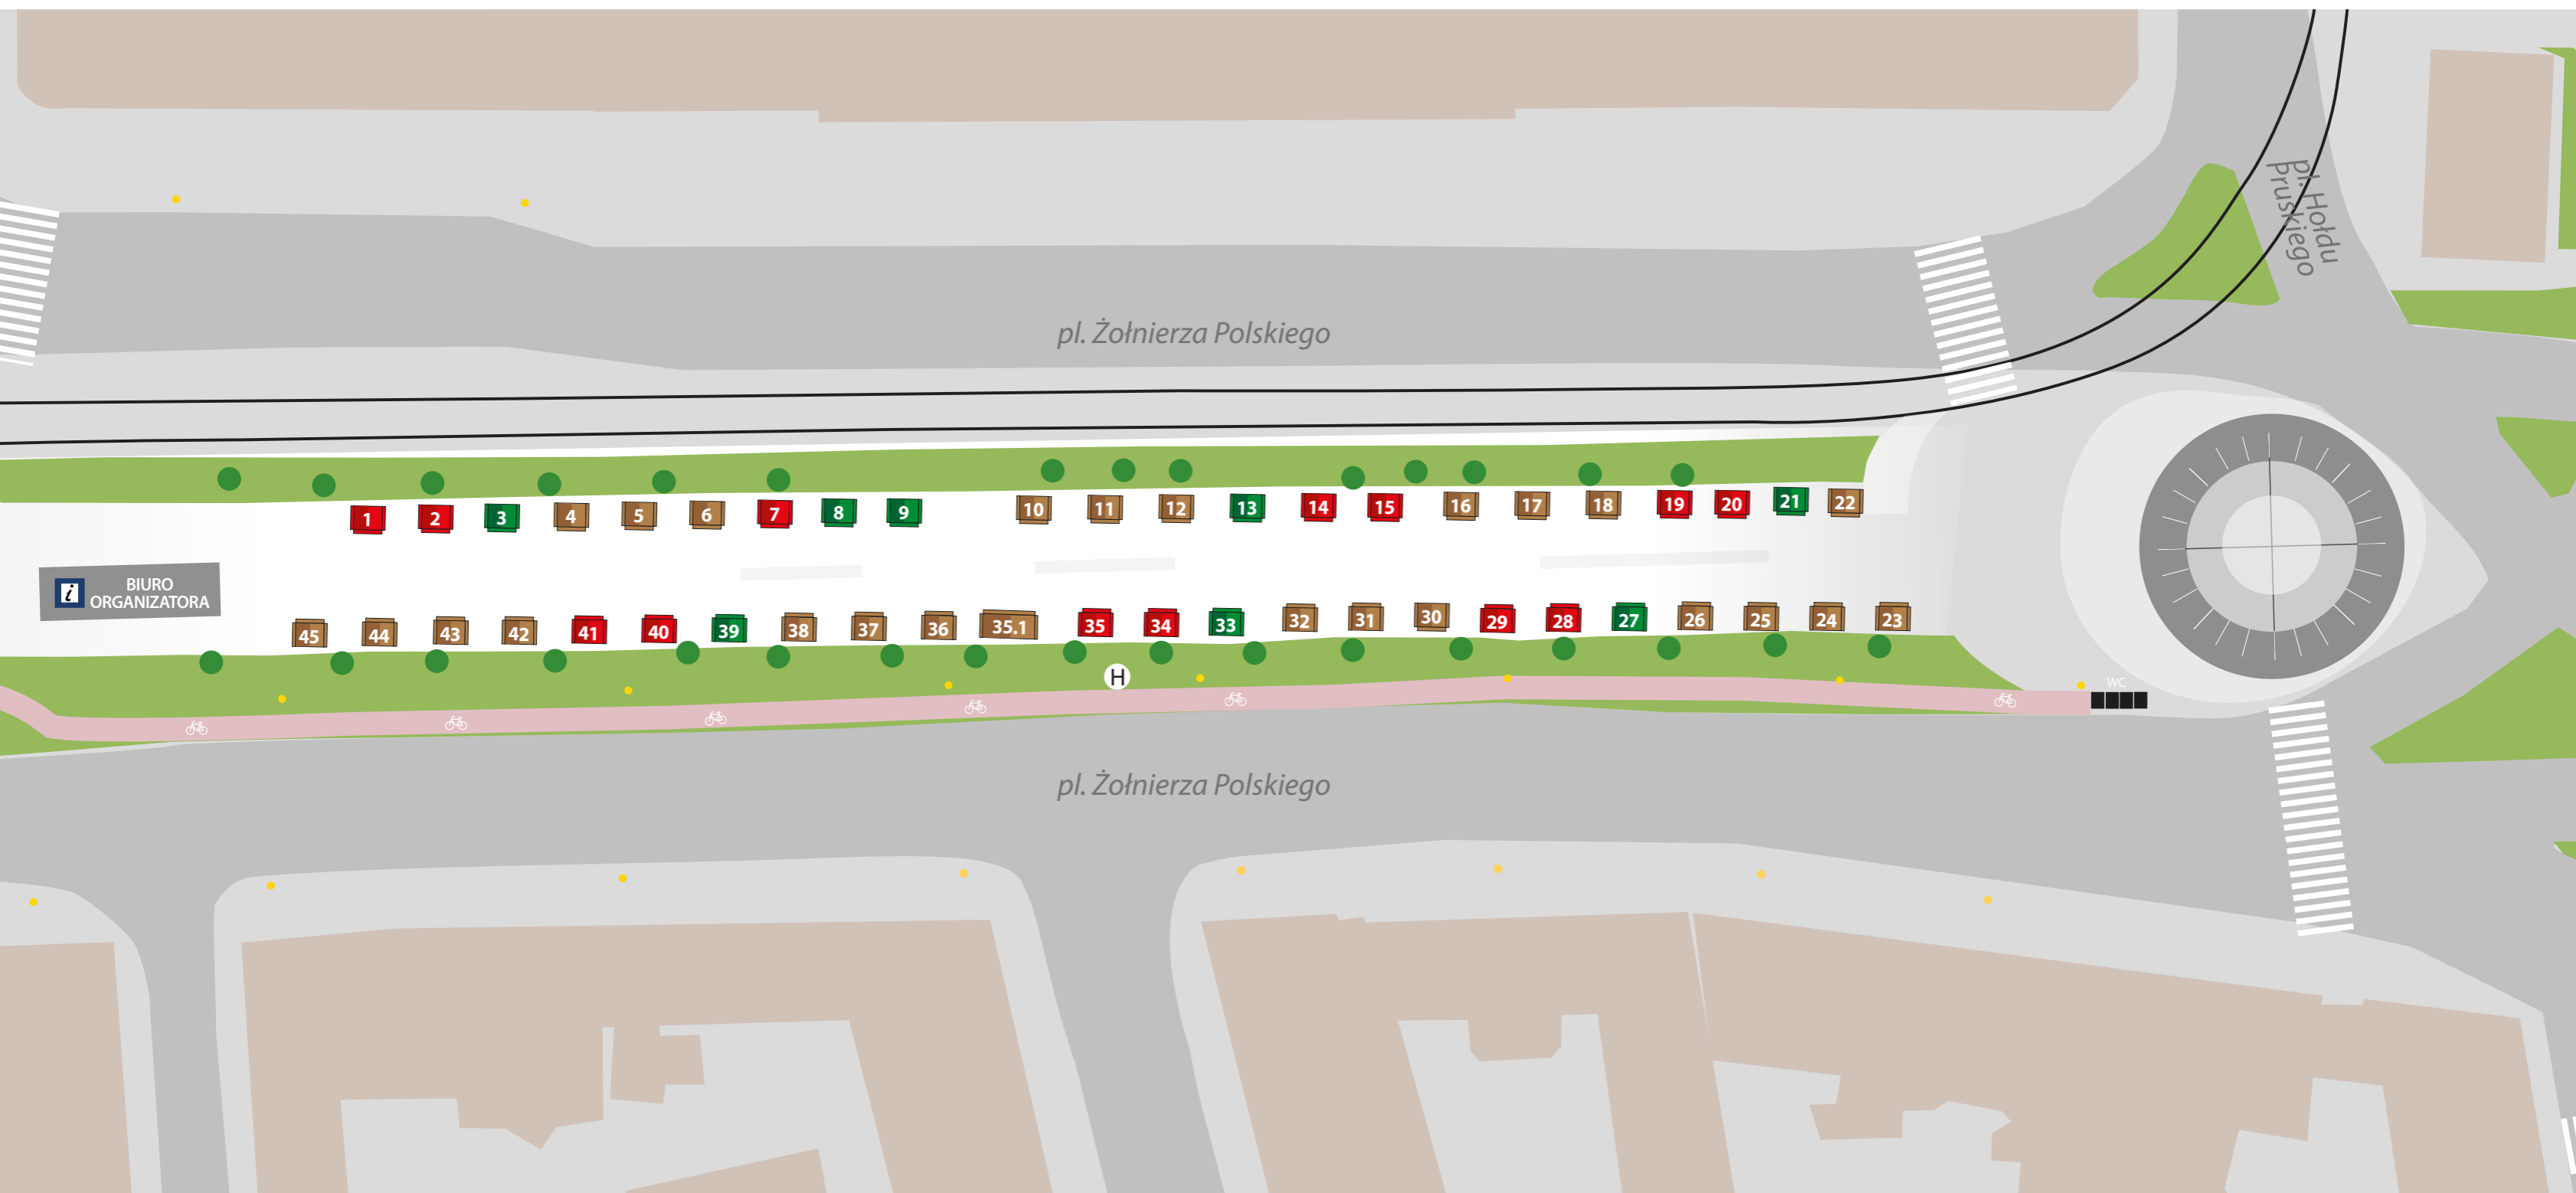 pl. Hołdu
Pruskiego
pl. Żołnierza Polskiego
1 2 3 4 5 6 7 8 9 10 11 12 13 14 15 16 17 18 19 20 21 22
i BIURO
ORGANIZATORA
45 44 43 42 41 40 39 38 37 36 35.1 35 34 33 32 31 30 29 28 27 26 25 24 23
H
WC
pl. Żołnierza Polskiego